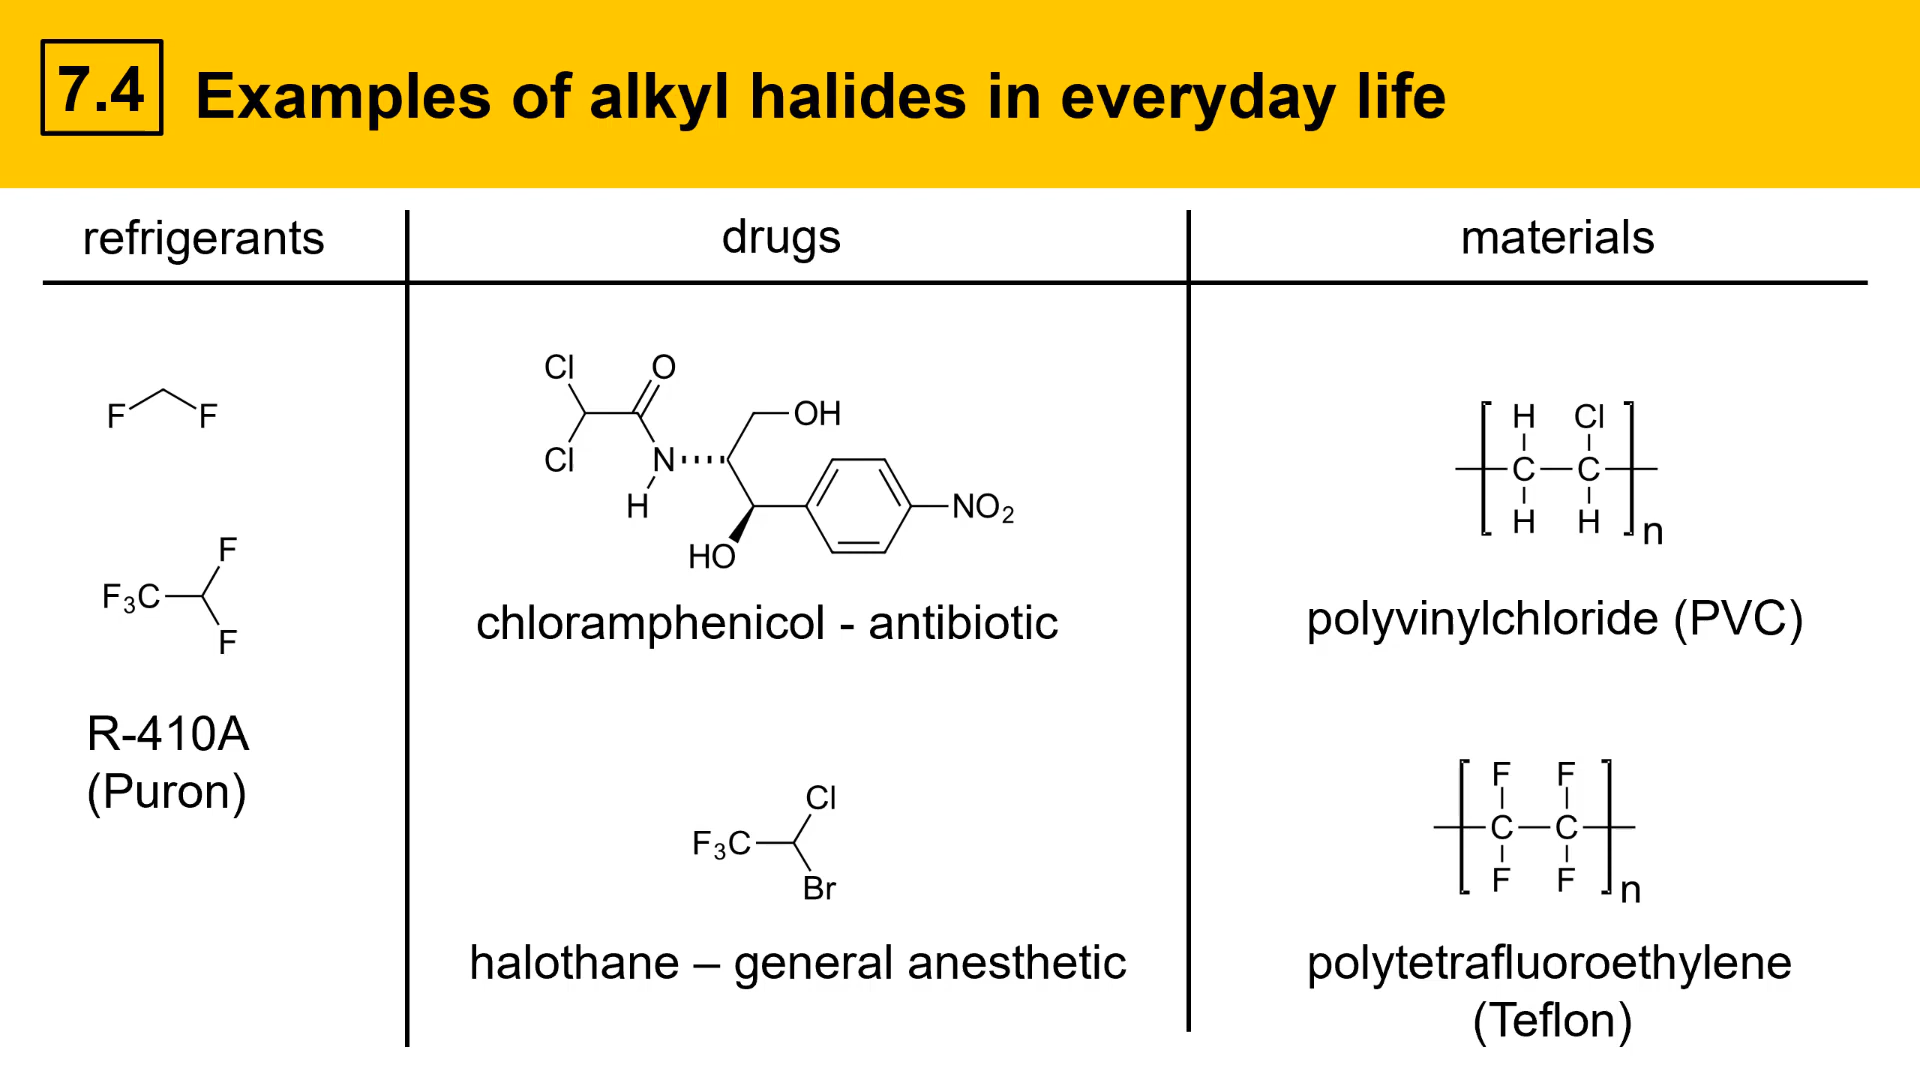 7.4 Examples of alkyl halides in everyday life
refrigerants
F F
F
F₃C
F
R-410A
(Puron)
drugs
Cl O
OH
Cl N
H NO₂
HO
chloramphenicol - antibiotic
Cl
F₃C
Br
halothane – general anesthetic
materials
H Cl
C C
H H n
polyvinylchloride (PVC)
F F
C C
F F n
polytetrafluoroethylene
(Teflon)